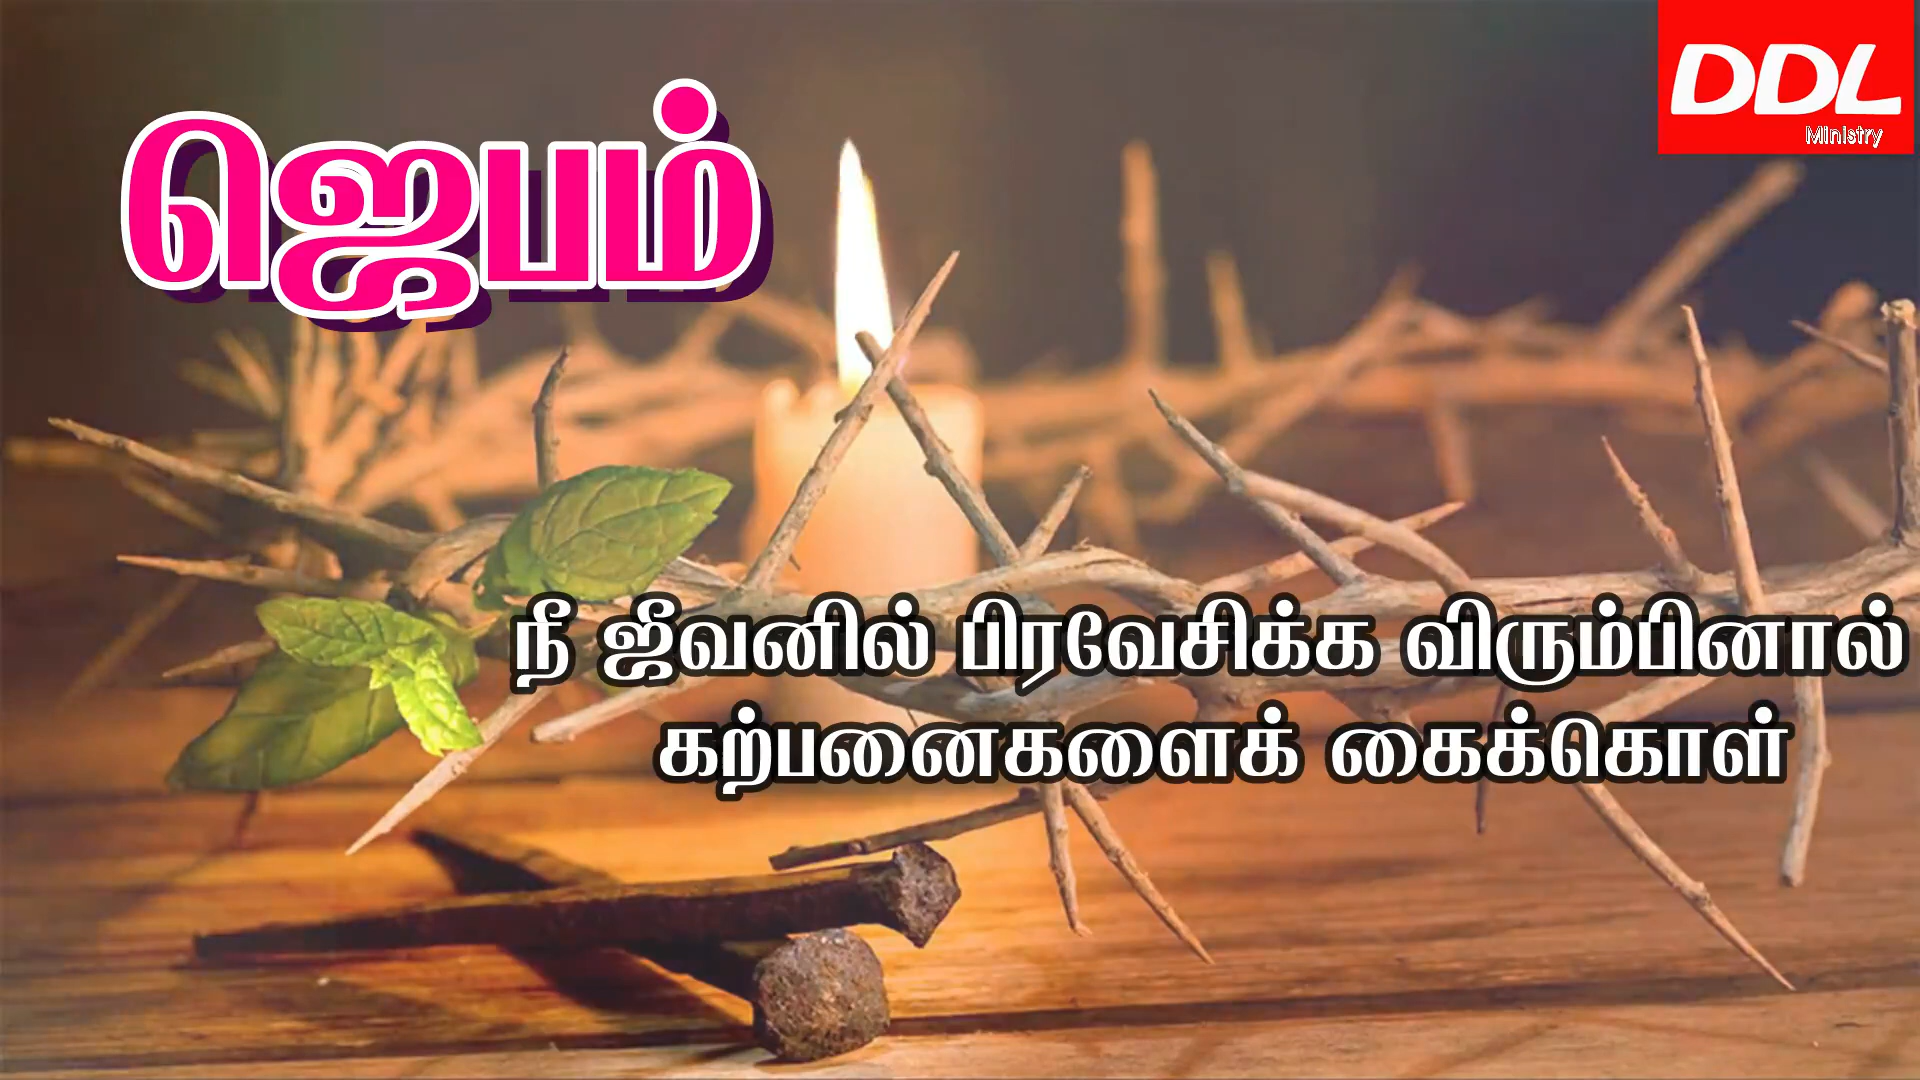 DDL
Ministry
ஜெபம்
நீ ஜீவனில் பிரவேசிக்க விரும்பினால்
கற்பனைகளைக் கைக்கொள்